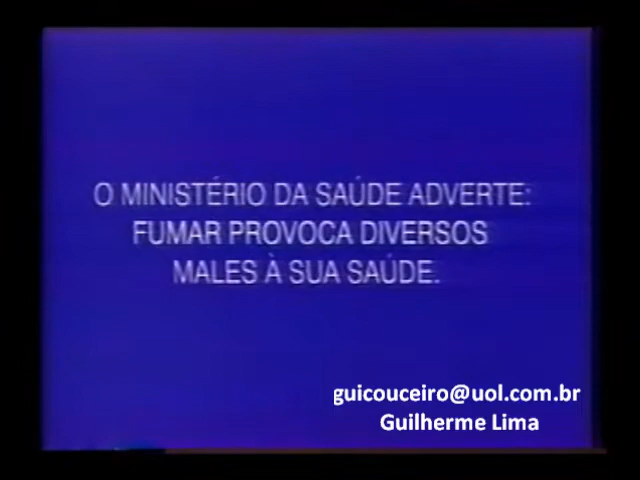 O MINISTÉRIO DA SAÚDE ADVERTE:
FUMAR PROVOCA DIVERSOS
MALES À SUA SAÚDE.
guicouceiro@uol.com.br
Guilherme Lima